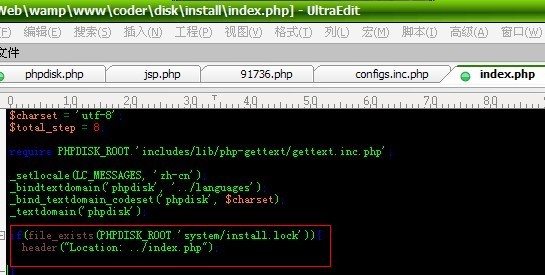 Web\wamp\www\coder\disk\install\index.php] - UltraEdit
编辑(E) 搜索(S) 插入(N) 工程(P) 视图(V) 格式(T) 列(L) 宏(M) 脚本(I) 高级(A) 窗口(W)
文件
phpdisk.php jsp.php 91736.php configs.inc.php index.php
0 10 20 30 40 50 60 70 80
$charset = 'utf-8';
$total_step = 8;
require PHPDISK_ROOT.'includes/lib/php-gettext/gettext.inc.php';
_setlocale(LC_MESSAGES, 'zh-cn')
_bindtextdomain('phpdisk', '../languages')
_bind_textdomain_codeset('phpdisk', $charset)
_textdomain('phpdisk')
if(file_exists(PHPDISK_ROOT.'system/install.lock')){
header("Location: ../index.php")